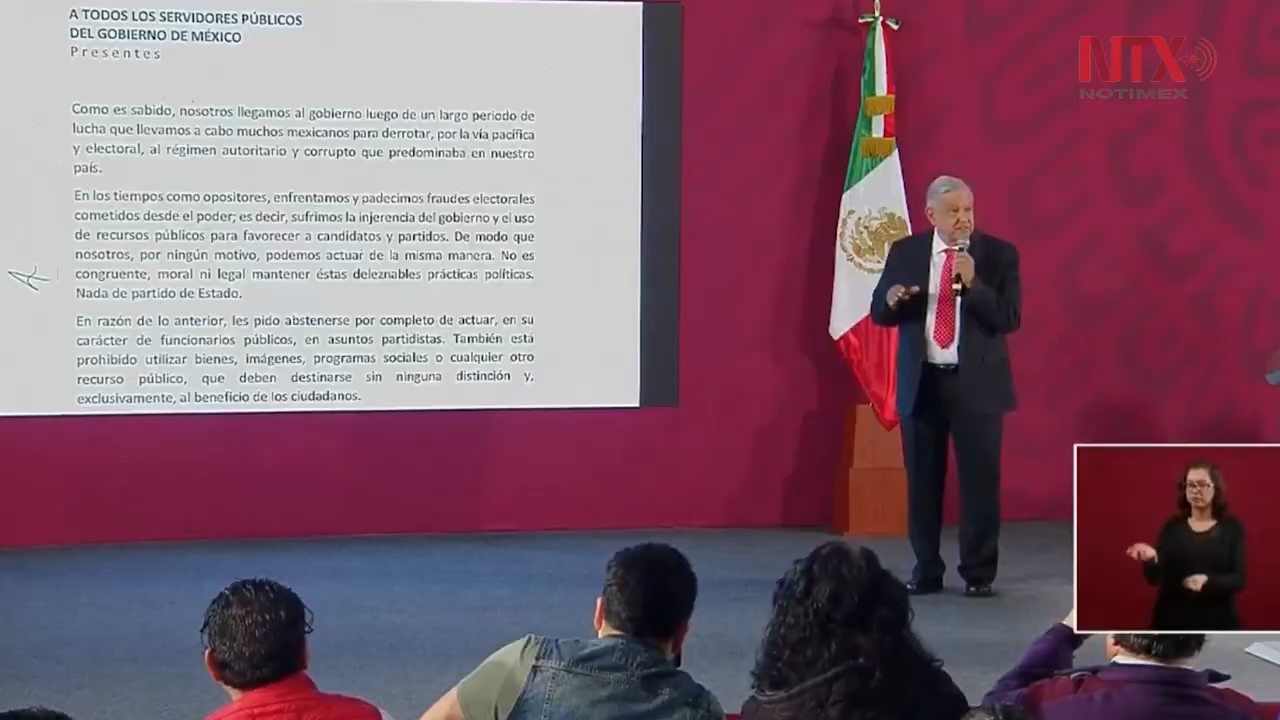 A TODOS LOS SERVIDORES PÚBLICOS
DEL GOBIERNO DE MÉXICO
Presentes
Como es sabido, nosotros llegamos al gobierno luego de un largo periodo de
lucha que llevamos a cabo muchos mexicanos para derrotar, por la vía pacífica
y electoral, al régimen autoritario y corrupto que predominaba en nuestro
país.
En los tiempos como opositores, enfrentamos y padecimos fraudes electorales
cometidos desde el poder; es decir, sufrimos la injerencia del gobierno y el uso
de recursos públicos para favorecer a candidatos y partidos. De modo que
nosotros, por ningún motivo, podemos actuar de la misma manera. No es
congruente, moral ni legal mantener éstas deleznables prácticas políticas.
Nada de partido de Estado.
En razón de lo anterior, les pido abstenerse por completo de actuar, en su
carácter de funcionarios públicos, en asuntos partidistas. También está
prohibido utilizar bienes, imágenes, programas sociales o cualquier otro
recurso público, que deben destinarse sin ninguna distinción y,
exclusivamente, al beneficio de los ciudadanos.
NTX
NOTIMEX